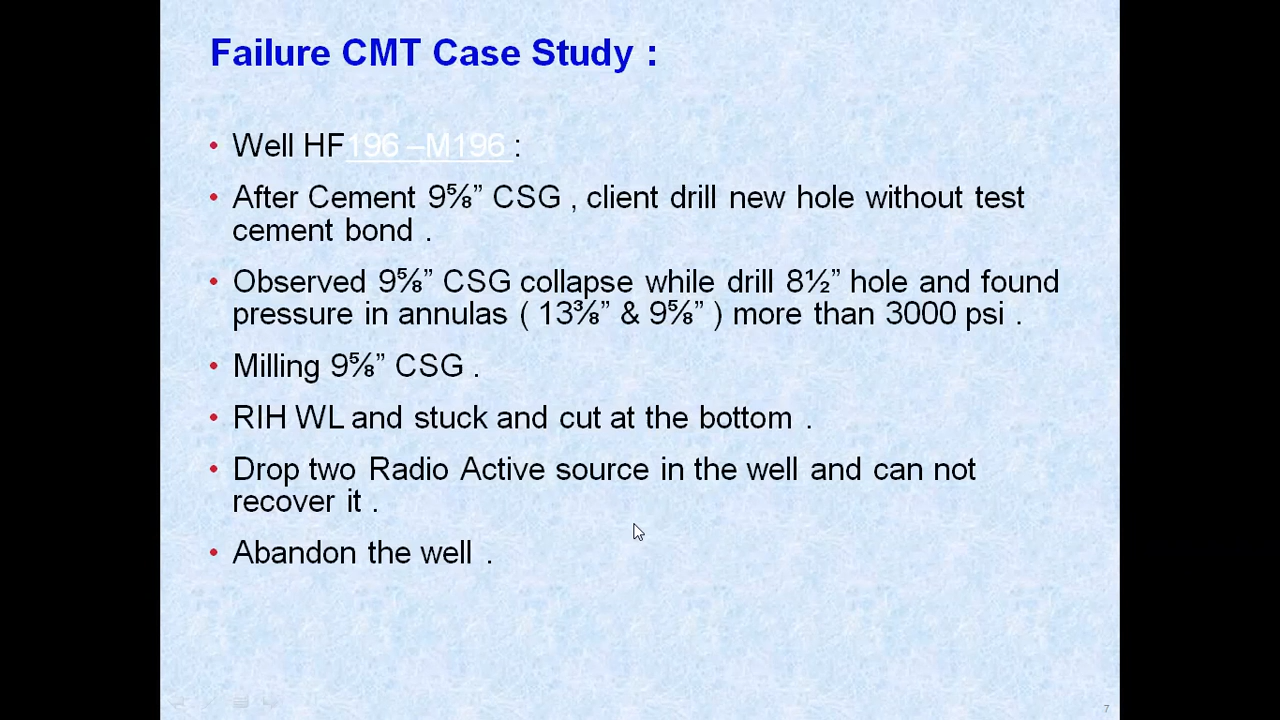 Failure CMT Case Study :
• Well HF196 –M196 :
• After Cement 9⅝” CSG , client drill new hole without test
cement bond .
• Observed 9⅝” CSG collapse while drill 8½” hole and found
pressure in annulas ( 13⅜” & 9⅝” ) more than 3000 psi .
• Milling 9⅝” CSG .
• RIH WL and stuck and cut at the bottom .
• Drop two Radio Active source in the well and can not
recover it .
• Abandon the well .
7